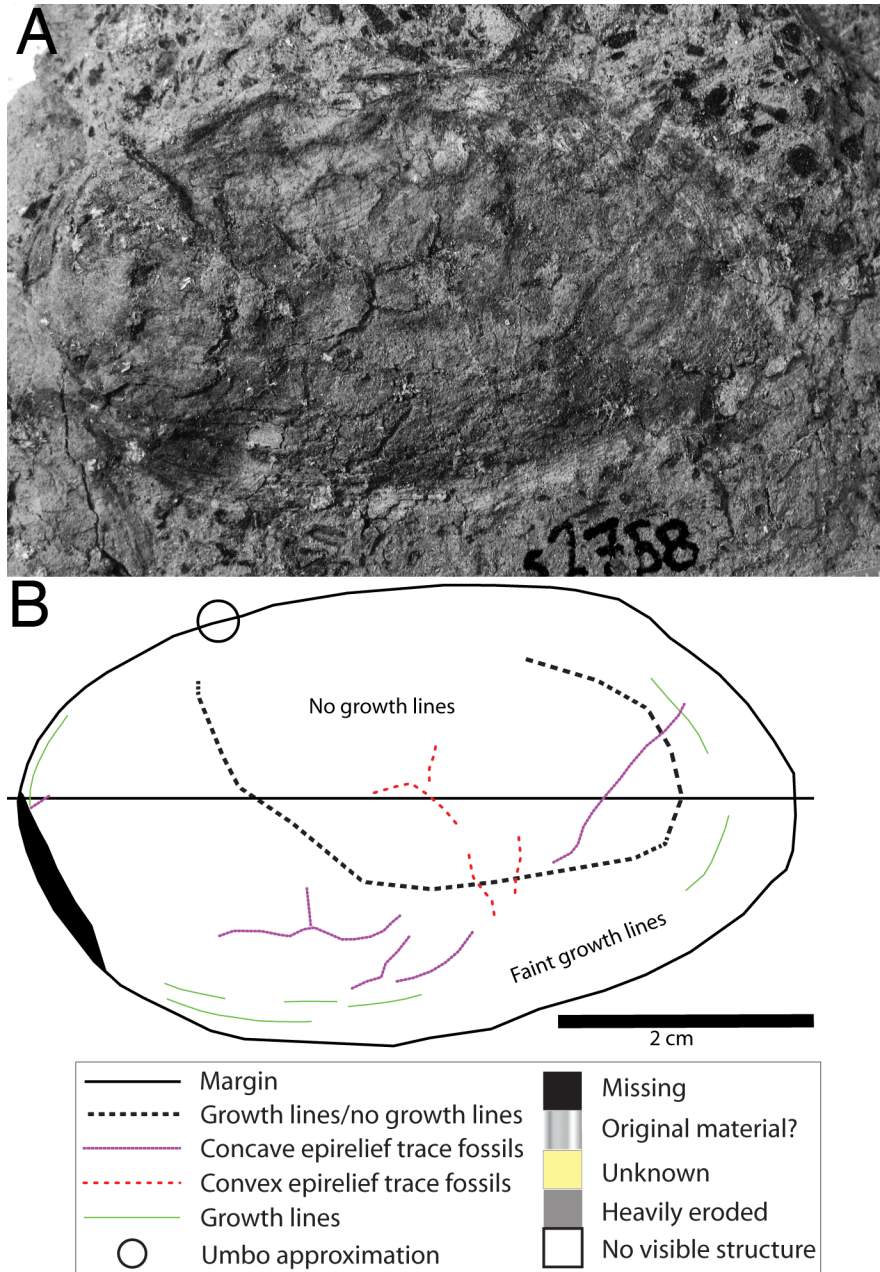 A
s2758
B
No growth lines
Faint growth lines
2 cm
Margin
Growth lines/no growth lines
Concave epirelief trace fossils
Convex epirelief trace fossils
Growth lines
Umbo approximation
Missing
Original material?
Unknown
Heavily eroded
No visible structure